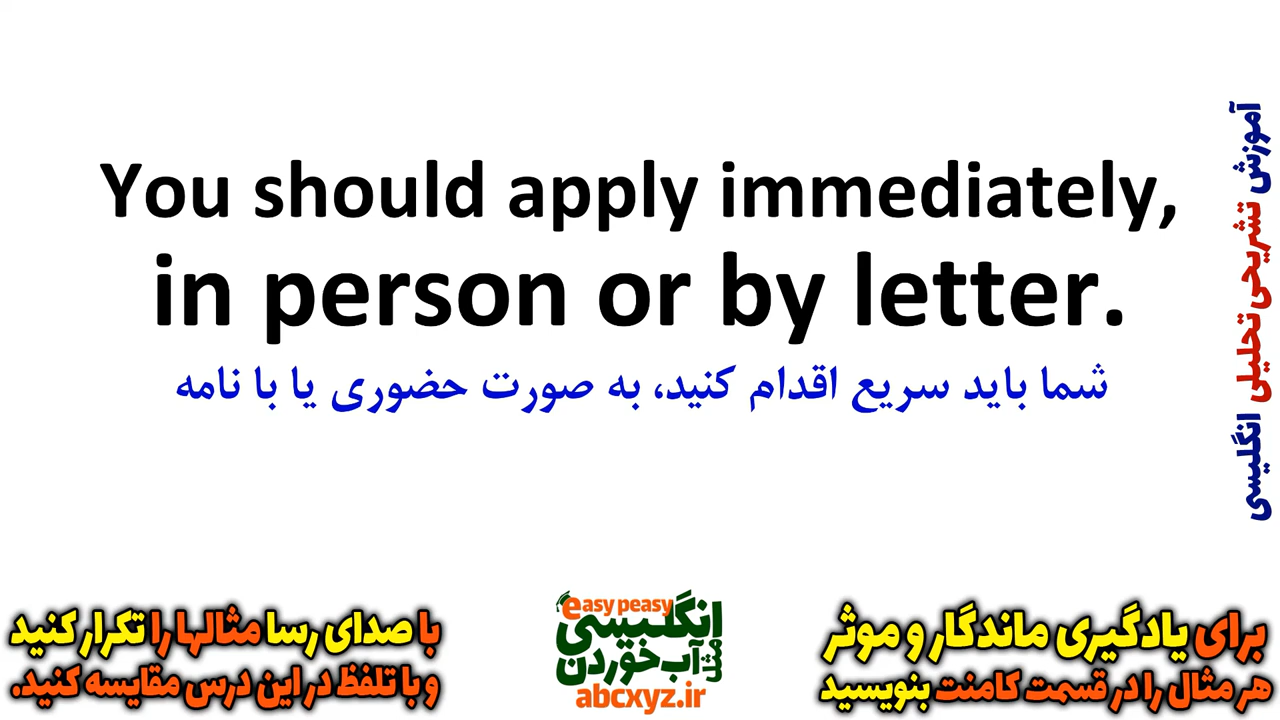 You should apply immediately,
in person or by letter.
شما باید سریع اقدام کنید، به صورت حضوری یا با نامه
آموزش تشریحی تحلیلی انگلیسی
برای یادگیری ماندگار و موثر
هر مثال را در قسمت کامنت بنویسید
easy peasy
انگلیسی
مثل آب خوردن
abcxyz.ir
با صدای رسا مثالها را تکرار کنید
و با تلفظ در این درس مقایسه کنید.